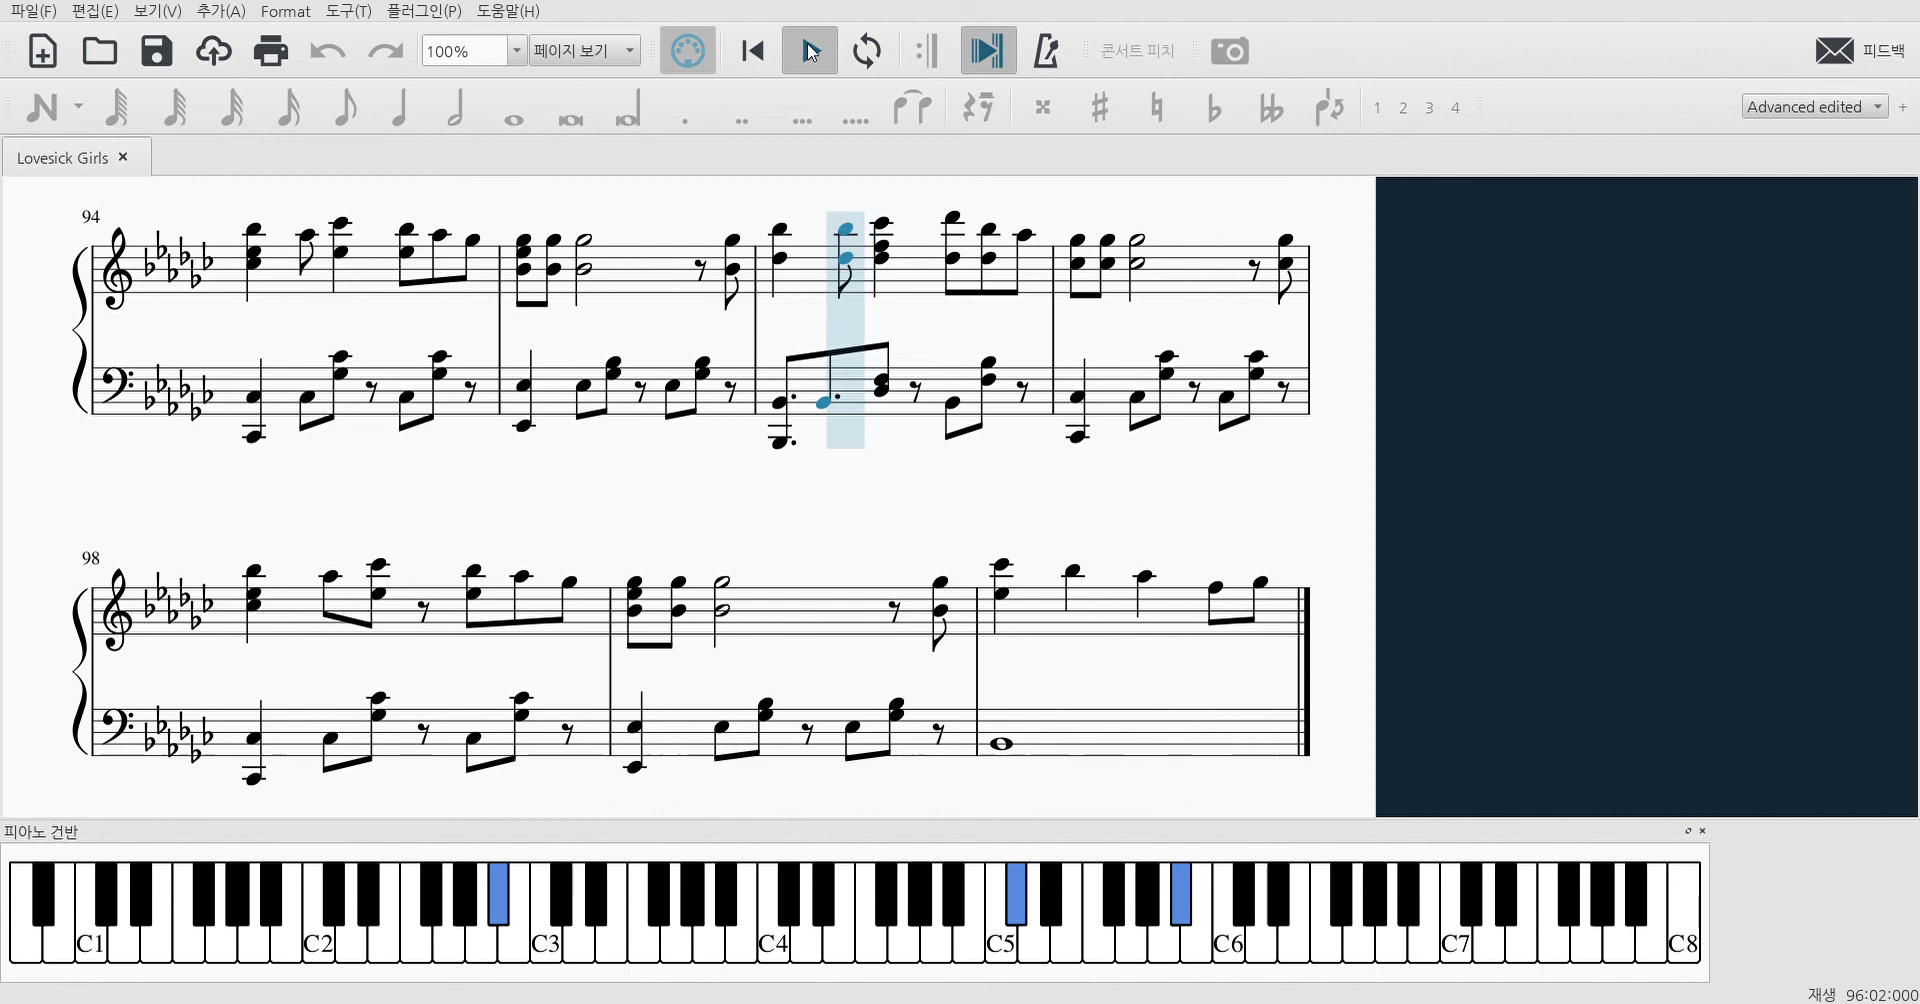 파일(F) 편집(E) 보기(V) 추가(A) Format 도구(T) 플러그인(P) 도움말(H)
100% 페이지 보기 콘서트 피치 피드백
1 2 3 4 Advanced edited +
Lovesick Girls
94
98
피아노 건반
C1 C2 C3 C4 C5 C6 C7 C8
재생 96:02:000